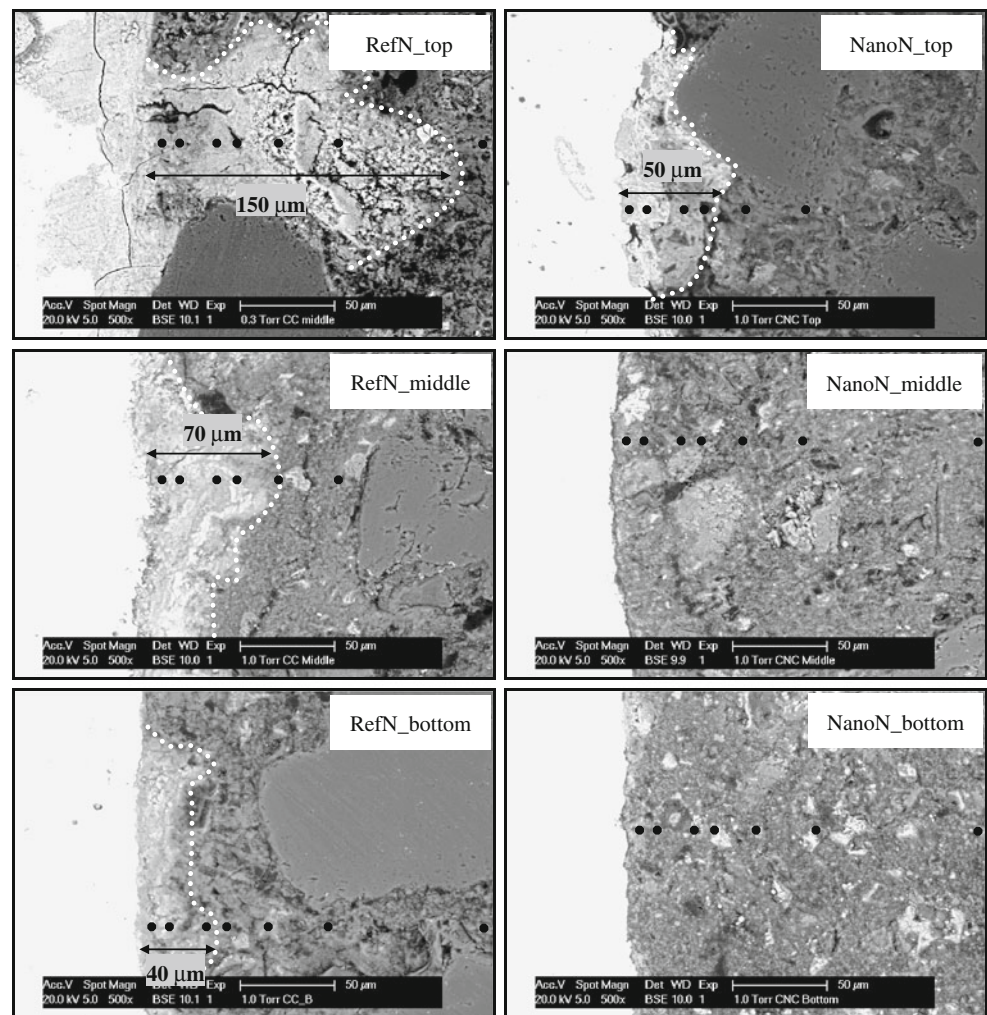 RefN_top
150 µm
Acc.V Spot Magn Det WD Exp 50 µm
20.0 kV 5.0 500x BSE 10.1 1 0.3 Torr CC middle
NanoN_top
50 µm
Acc.V Spot Magn Det WD Exp 50 µm
20.0 kV 5.0 500x BSE 10.0 1 1.0 Torr CNC Top
RefN_middle
70 µm
Acc.V Spot Magn Det WD Exp 50 µm
20.0 kV 5.0 500x BSE 10.0 1 1.0 Torr CC Middle
NanoN_middle
Acc.V Spot Magn Det WD Exp 50 µm
20.0 kV 5.0 500x BSE 9.9 1 1.0 Torr CNC Middle
RefN_bottom
40 µm
Acc.V Spot Magn Det WD Exp 50 µm
20.0 kV 5.0 500x BSE 10.1 1 1.0 Torr CC_B
NanoN_bottom
Acc.V Spot Magn Det WD Exp 50 µm
20.0 kV 5.0 500x BSE 10.0 1 1.0 Torr CNC Bottom